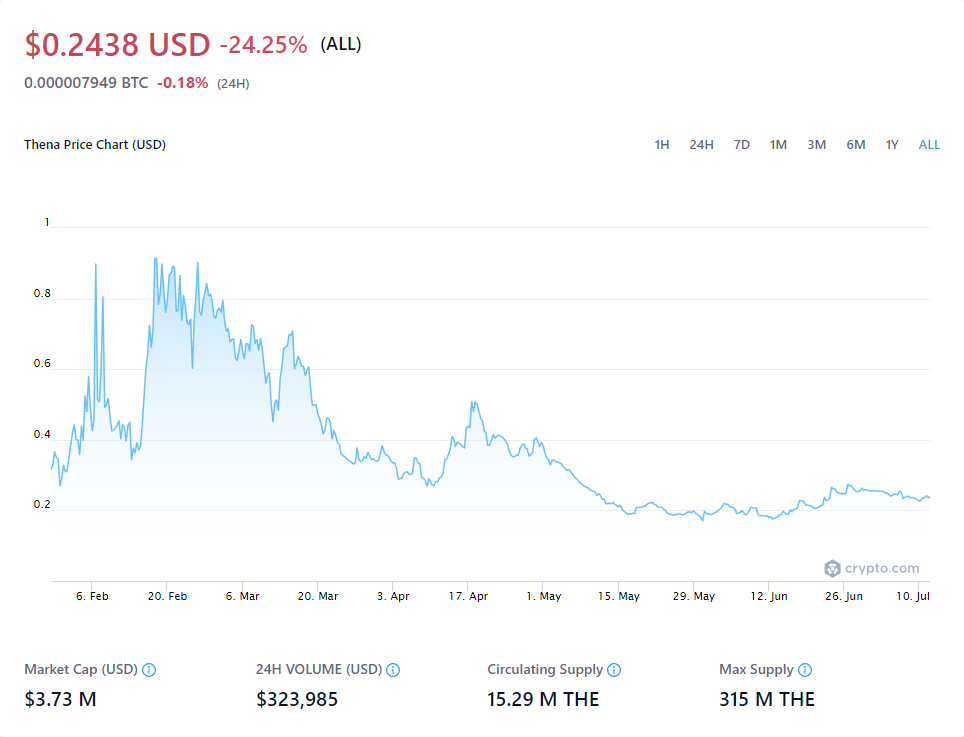 $0.2438 USD -24.25% (ALL)
0.000007949 BTC -0.18% (24H)
Thena Price Chart (USD) 1H 24H 7D 1M 3M 6M 1Y ALL
1
0.8
0.6
0.4
0.2
crypto.com
6. Feb 20. Feb 6. Mar 20. Mar 3. Apr 17. Apr 1. May 15. May 29. May 12. Jun 26. Jun 10. Jul
Market Cap (USD) 24H VOLUME (USD) Circulating Supply Max Supply
$3.73 M $323,985 15.29 M THE 315 M THE